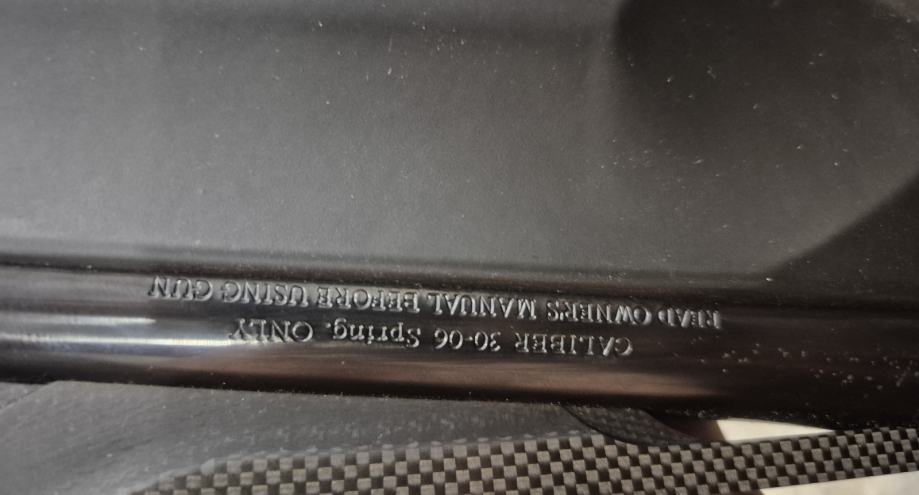 CALIBER 30-06 Spring. ONLY
READ OWNER'S MANUAL BEFORE USING GUN